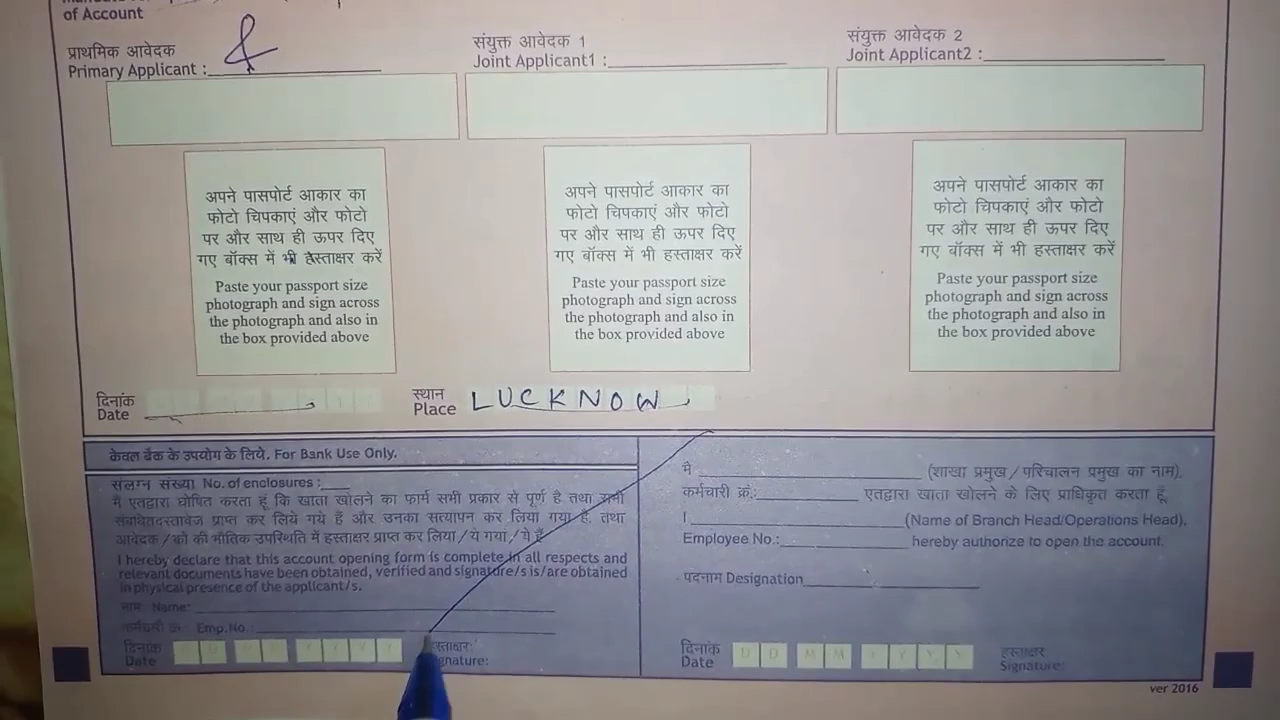 of Account
प्राथमिक आवेदक
Primary Applicant :
संयुक्त आवेदक 1
Joint Applicant1 :
संयुक्त आवेदक 2
Joint Applicant2 :
अपने पासपोर्ट आकार का
फोटो चिपकाएं और फोटो
पर और साथ ही ऊपर दिए
गए बॉक्स में भी हस्ताक्षर करें
Paste your passport size
photograph and sign across
the photograph and also in
the box provided above
अपने पासपोर्ट आकार का
फोटो चिपकाएं और फोटो
पर और साथ ही ऊपर दिए
गए बॉक्स में भी हस्ताक्षर करें
Paste your passport size
photograph and sign across
the photograph and also in
the box provided above
अपने पासपोर्ट आकार का
फोटो चिपकाएं और फोटो
पर और साथ ही ऊपर दिए
गए बॉक्स में भी हस्ताक्षर करें
Paste your passport size
photograph and sign across
the photograph and also in
the box provided above
दिनांक
Date
स्थान
Place LUCKNOW
केवल बैंक के उपयोग के लिये. For Bank Use Only.
संलग्न संख्या No. of enclosures :
मैं एतद्वारा घोषित करता हूं कि खाता खोलने का फार्म सभी प्रकार से पूर्ण है तथा सभी
संबंधितदस्तावेज प्राप्त कर लिये गये हैं और उनका सत्यापन कर लिया गया है. तथा
आवेदक / कों की भौतिक उपस्थिति में हस्ताक्षर प्राप्त कर लिया / ये गया / ये हैं
I hereby declare that this account opening form is complete in all respects and
relevant documents have been obtained, verified and signature/s is/are obtained
in physical presence of the applicant/s.
नाम: Name:
कर्मचारी क्र: Emp.No.:
दिनांक D D M M Y Y Y Y
Date
हस्ताक्षर:
gnature:
मैं (शाखा प्रमुख / परिचालन प्रमुख का नाम),
कर्मचारी क्रं: एतद्वारा खाता खोलने के लिए प्राधिकृत करता हूँ.
I (Name of Branch Head/Operations Head),
Employee No.: hereby authorize to open the account.
पदनाम Designation
दिनांक D D M M Y Y Y Y
Date
हस्ताक्षर
Signature:
ver 2016